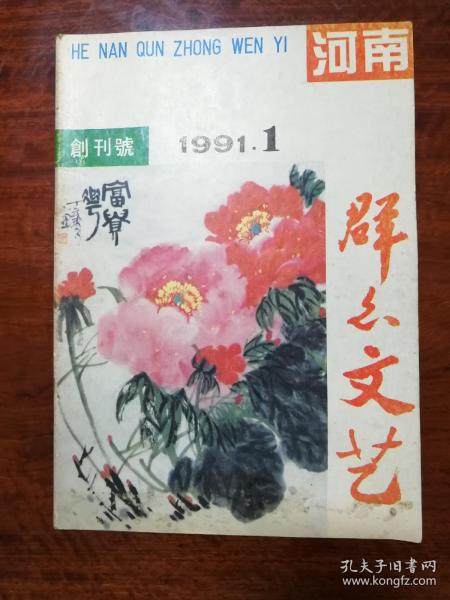 HE NAN QUN ZHONG WEN YI
河南
創刊號
1991.1
群众文艺
富貴
孔夫子旧书网
www.kongfz.com